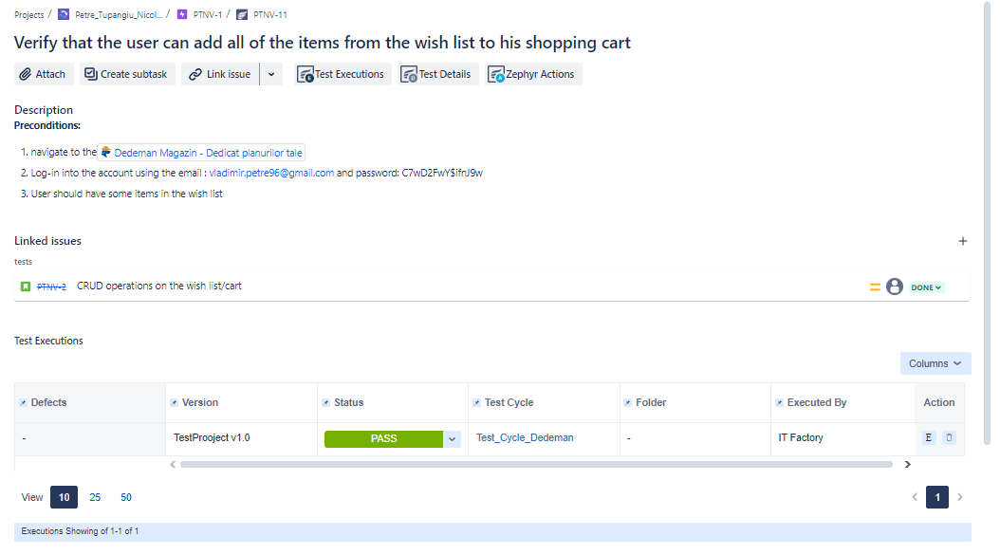 Projects / Petre_Tupangiu_Nicol... / PTNV-1 / PTNV-11
Verify that the user can add all of the items from the wish list to his shopping cart
Attach Create subtask Link issue Test Executions Test Details Zephyr Actions
Description
Preconditions:
1. navigate to the Dedeman Magazin - Dedicat planurilor tale
2. Log-in into the account using the email : vladimir.petre96@gmail.com and password: C7wD2FwY$ifnJ9w
3. User should have some items in the wish list
Linked issues
tests
PTNV-2 CRUD operations on the wish list/cart DONE
Test Executions
Columns
Defects Version Status Test Cycle Folder Executed By Action
- TestProoject v1.0 PASS Test_Cycle_Dedeman - IT Factory E
View 10 25 50 1
Executions Showing of 1-1 of 1